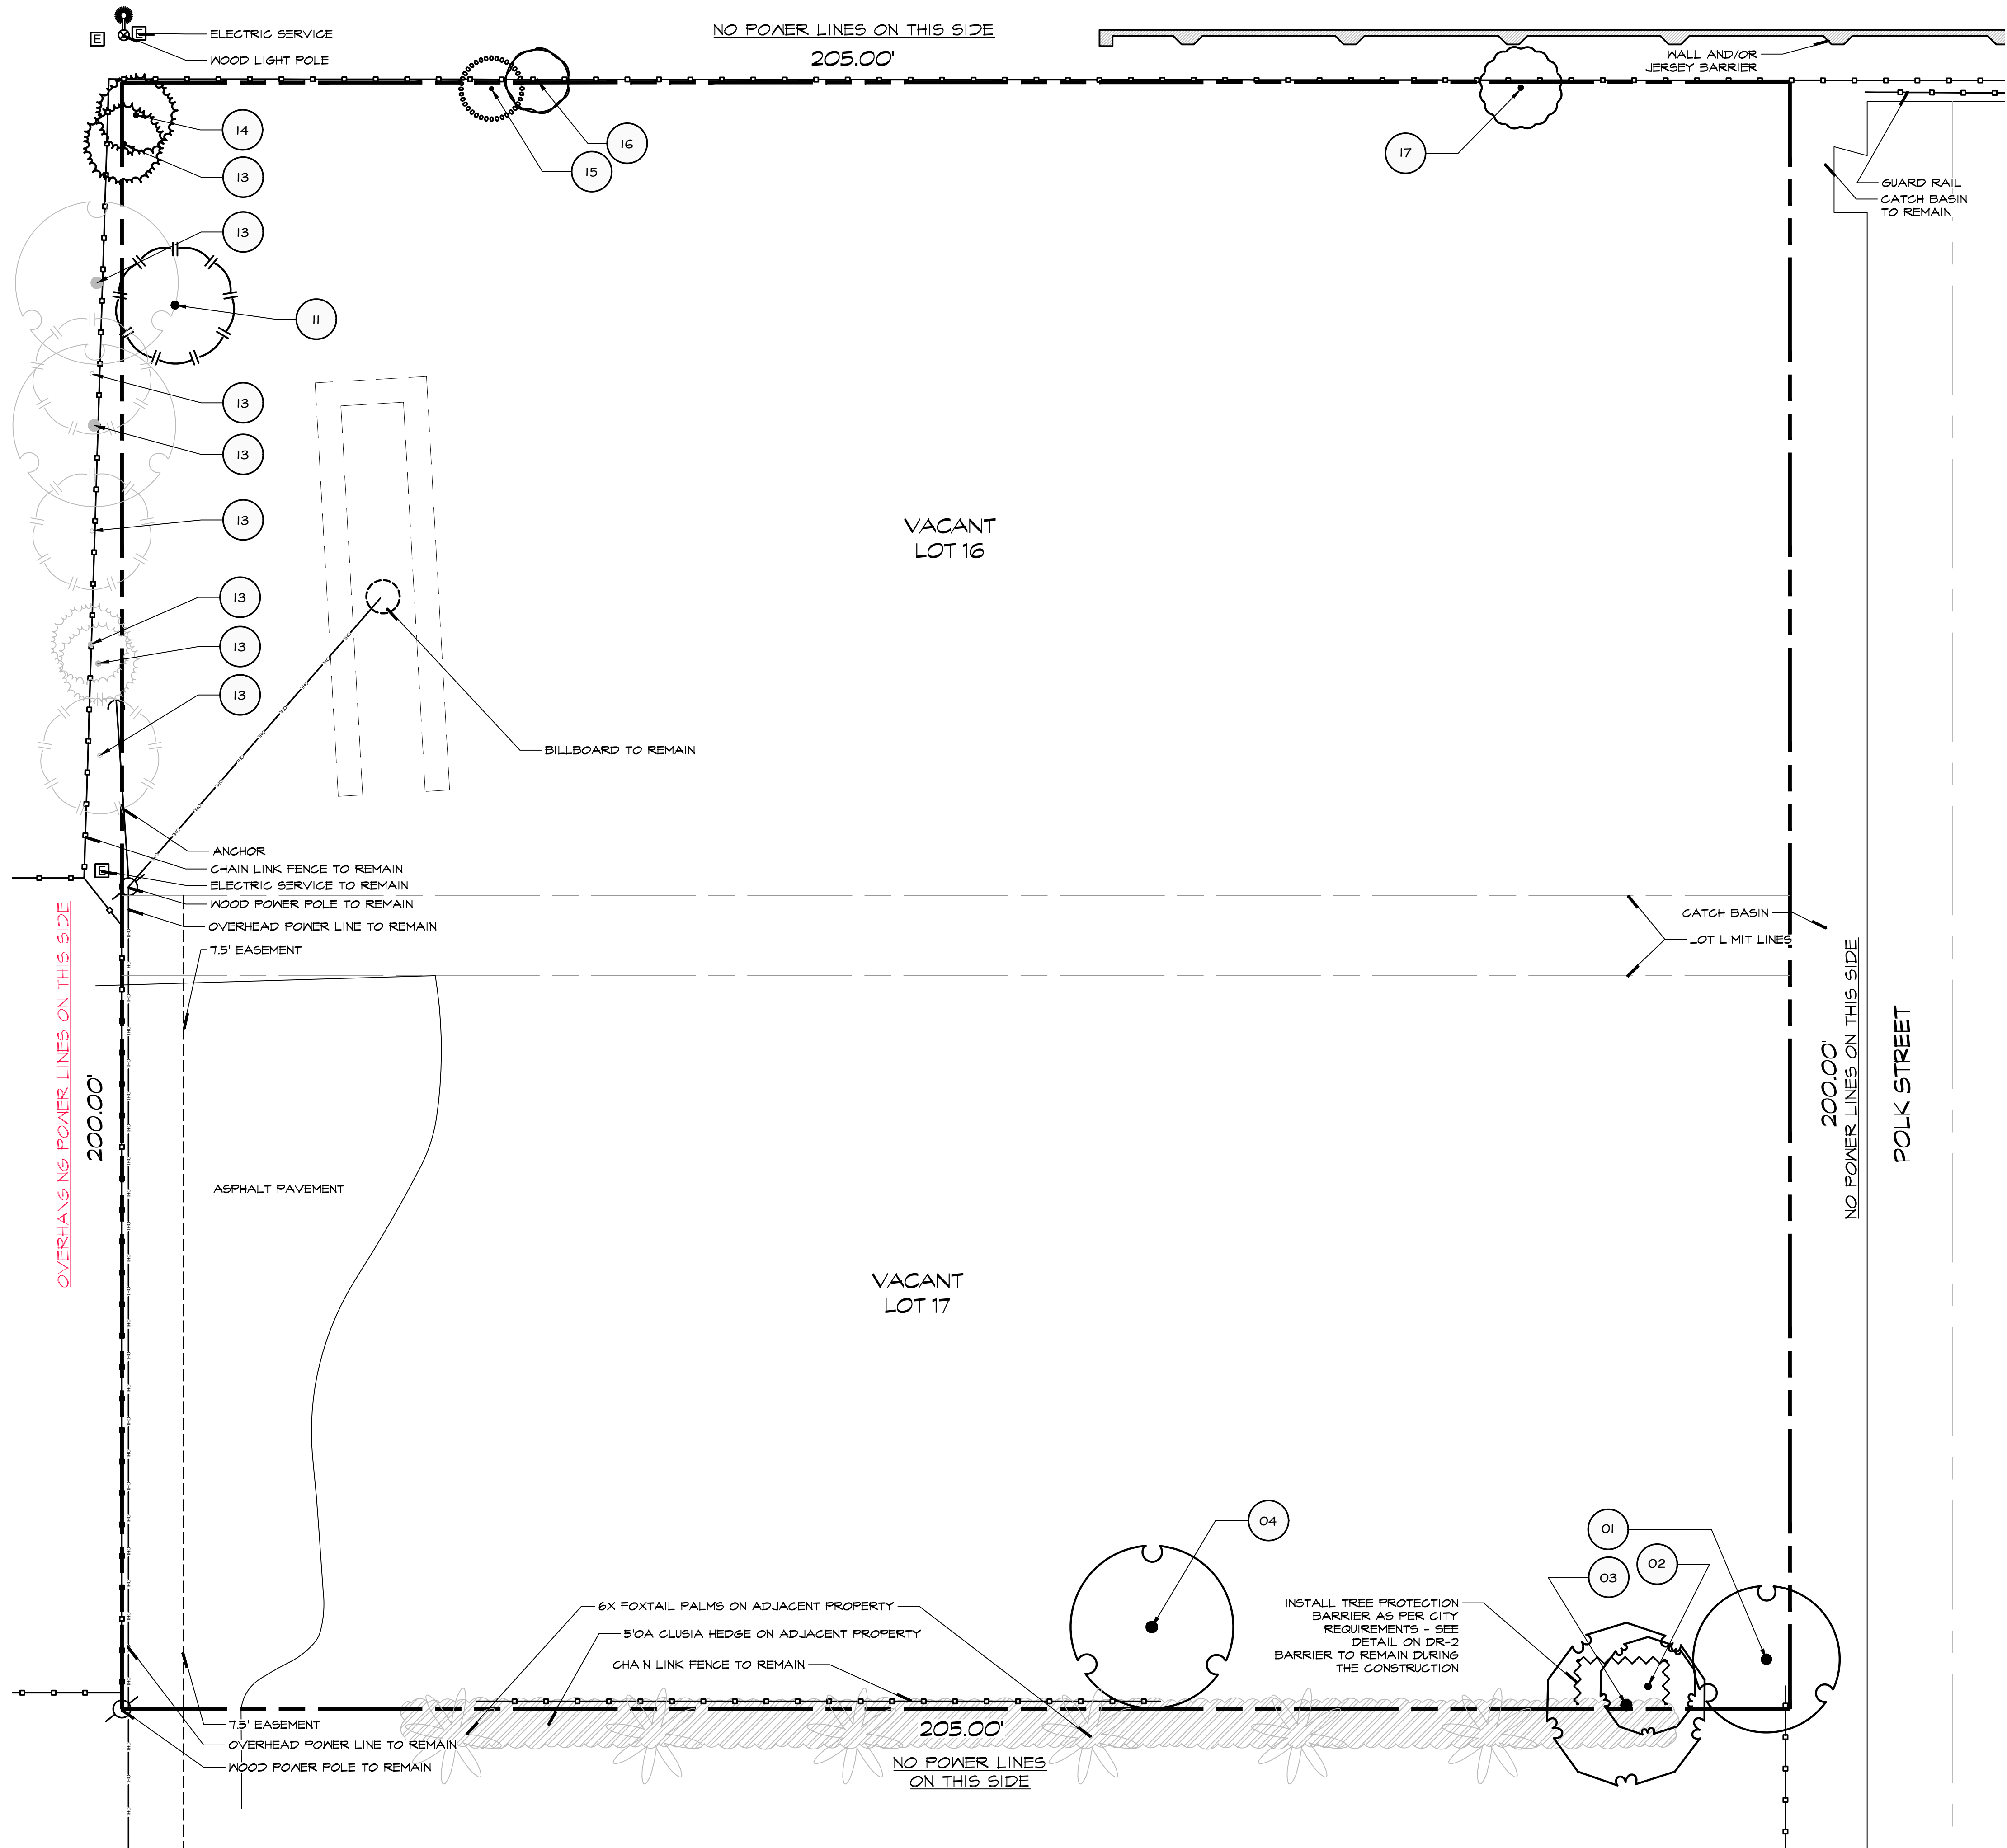 E
E
ELECTRIC SERVICE
WOOD LIGHT POLE
NO POWER LINES ON THIS SIDE
205.00'
WALL AND/OR
JERSEY BARRIER
14
13
13
11
13
13
13
13
13
13
15
16
17
GUARD RAIL
CATCH BASIN
TO REMAIN
VACANT
LOT 16
BILLBOARD TO REMAIN
ANCHOR
CHAIN LINK FENCE TO REMAIN
E
ELECTRIC SERVICE TO REMAIN
WOOD POWER POLE TO REMAIN
OVERHEAD POWER LINE TO REMAIN
7.5' EASEMENT
CATCH BASIN
LOT LIMIT LINES
OVERHANGING POWER LINES ON THIS SIDE
200.00'
200.00'
NO POWER LINES ON THIS SIDE
POLK STREET
ASPHALT PAVEMENT
VACANT
LOT 17
04
01
02
03
6X FOXTAIL PALMS ON ADJACENT PROPERTY
5'OA CLUSIA HEDGE ON ADJACENT PROPERTY
CHAIN LINK FENCE TO REMAIN
INSTALL TREE PROTECTION
BARRIER AS PER CITY
REQUIREMENTS - SEE
DETAIL ON DR-2
BARRIER TO REMAIN DURING
THE CONSTRUCTION
7.5' EASEMENT
OVERHEAD POWER LINE TO REMAIN
WOOD POWER POLE TO REMAIN
205.00'
NO POWER LINES
ON THIS SIDE